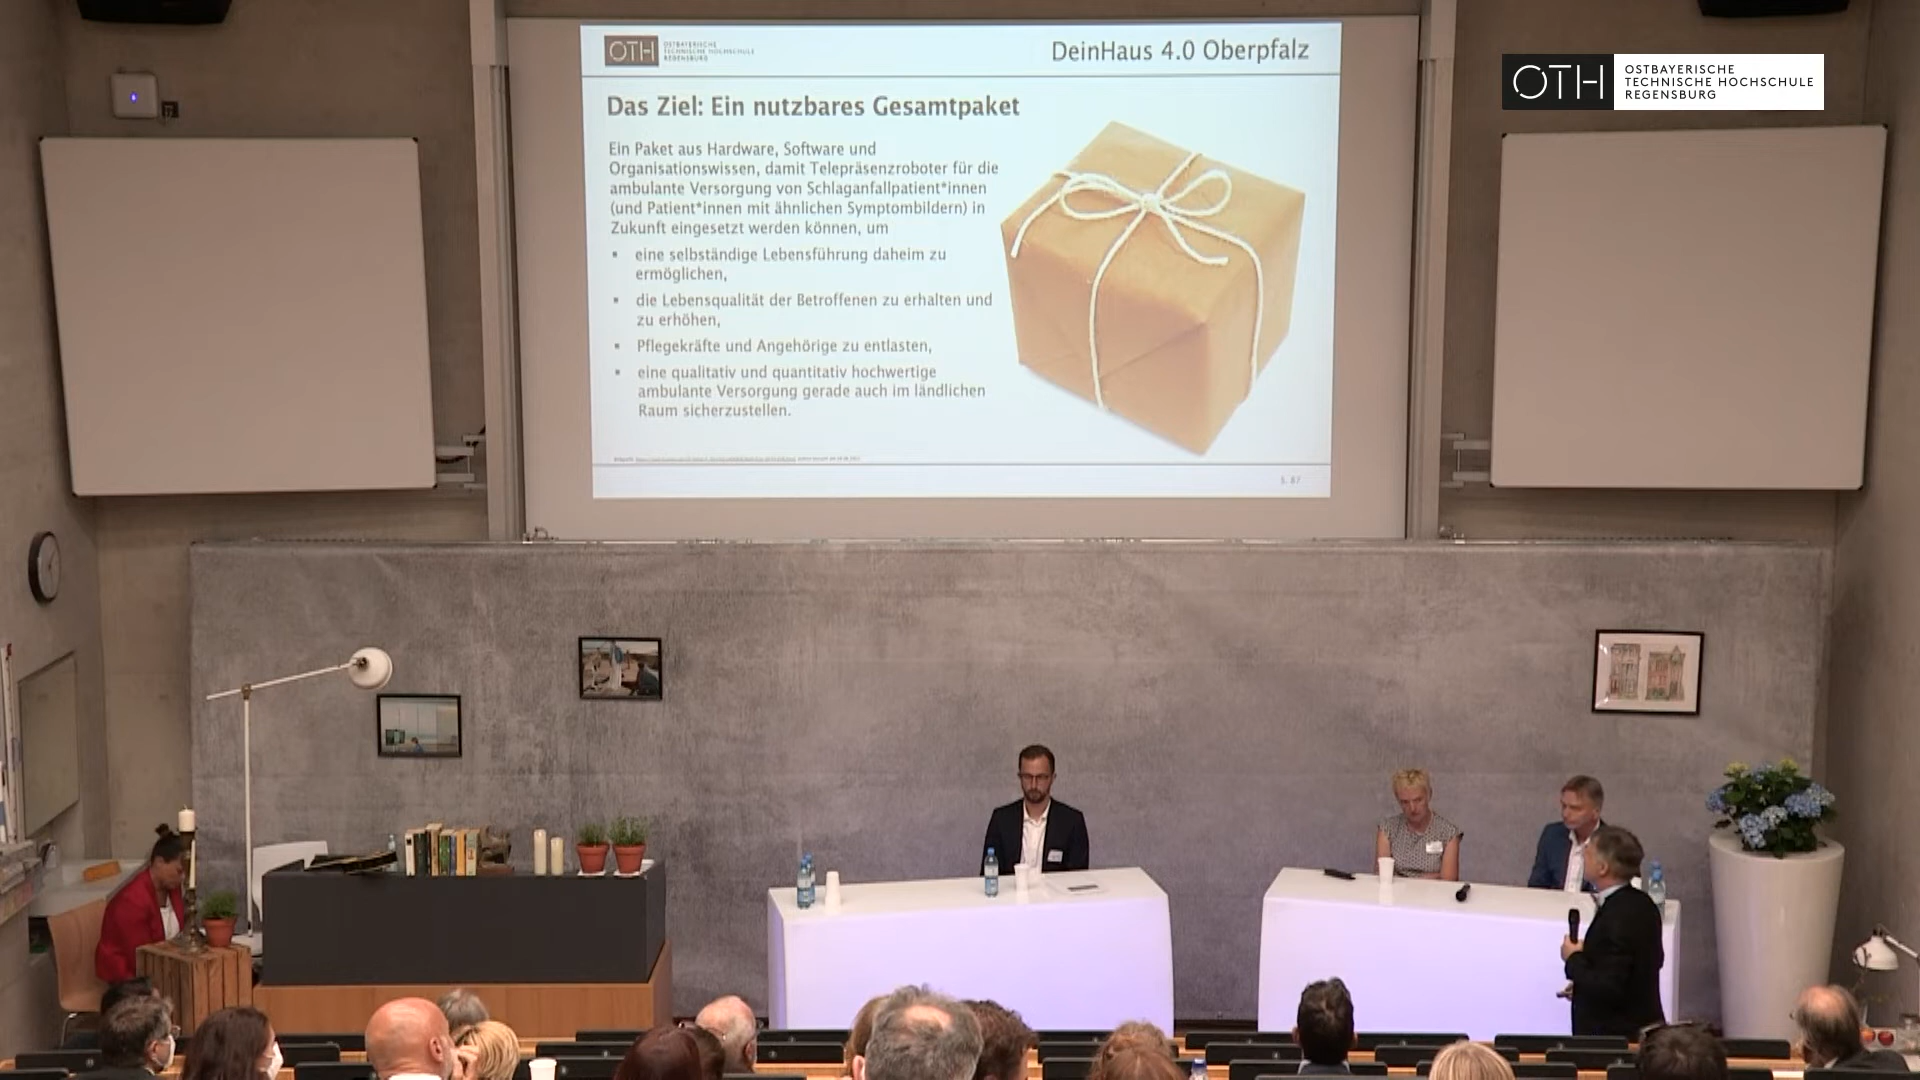 OTH OSTBAYERISCHE
TECHNISCHE HOCHSCHULE
REGENSBURG
DeinHaus 4.0 Oberpfalz
OTH OSTBAYERISCHE
TECHNISCHE HOCHSCHULE
REGENSBURG
Das Ziel: Ein nutzbares Gesamtpaket
Ein Paket aus Hardware, Software und
Organisationswissen, damit Telepräsenzroboter für die
ambulante Versorgung von Schlaganfallpatient*innen
(und Patient*innen mit ähnlichen Symptombildern) in
Zukunft eingesetzt werden können, um
▪ eine selbständige Lebensführung daheim zu
ermöglichen,
▪ die Lebensqualität der Betroffenen zu erhalten und
zu erhöhen,
▪ Pflegekräfte und Angehörige zu entlasten,
▪ eine qualitativ und quantitativ hochwertige
ambulante Versorgung gerade auch im ländlichen
Raum sicherzustellen.
S. 87